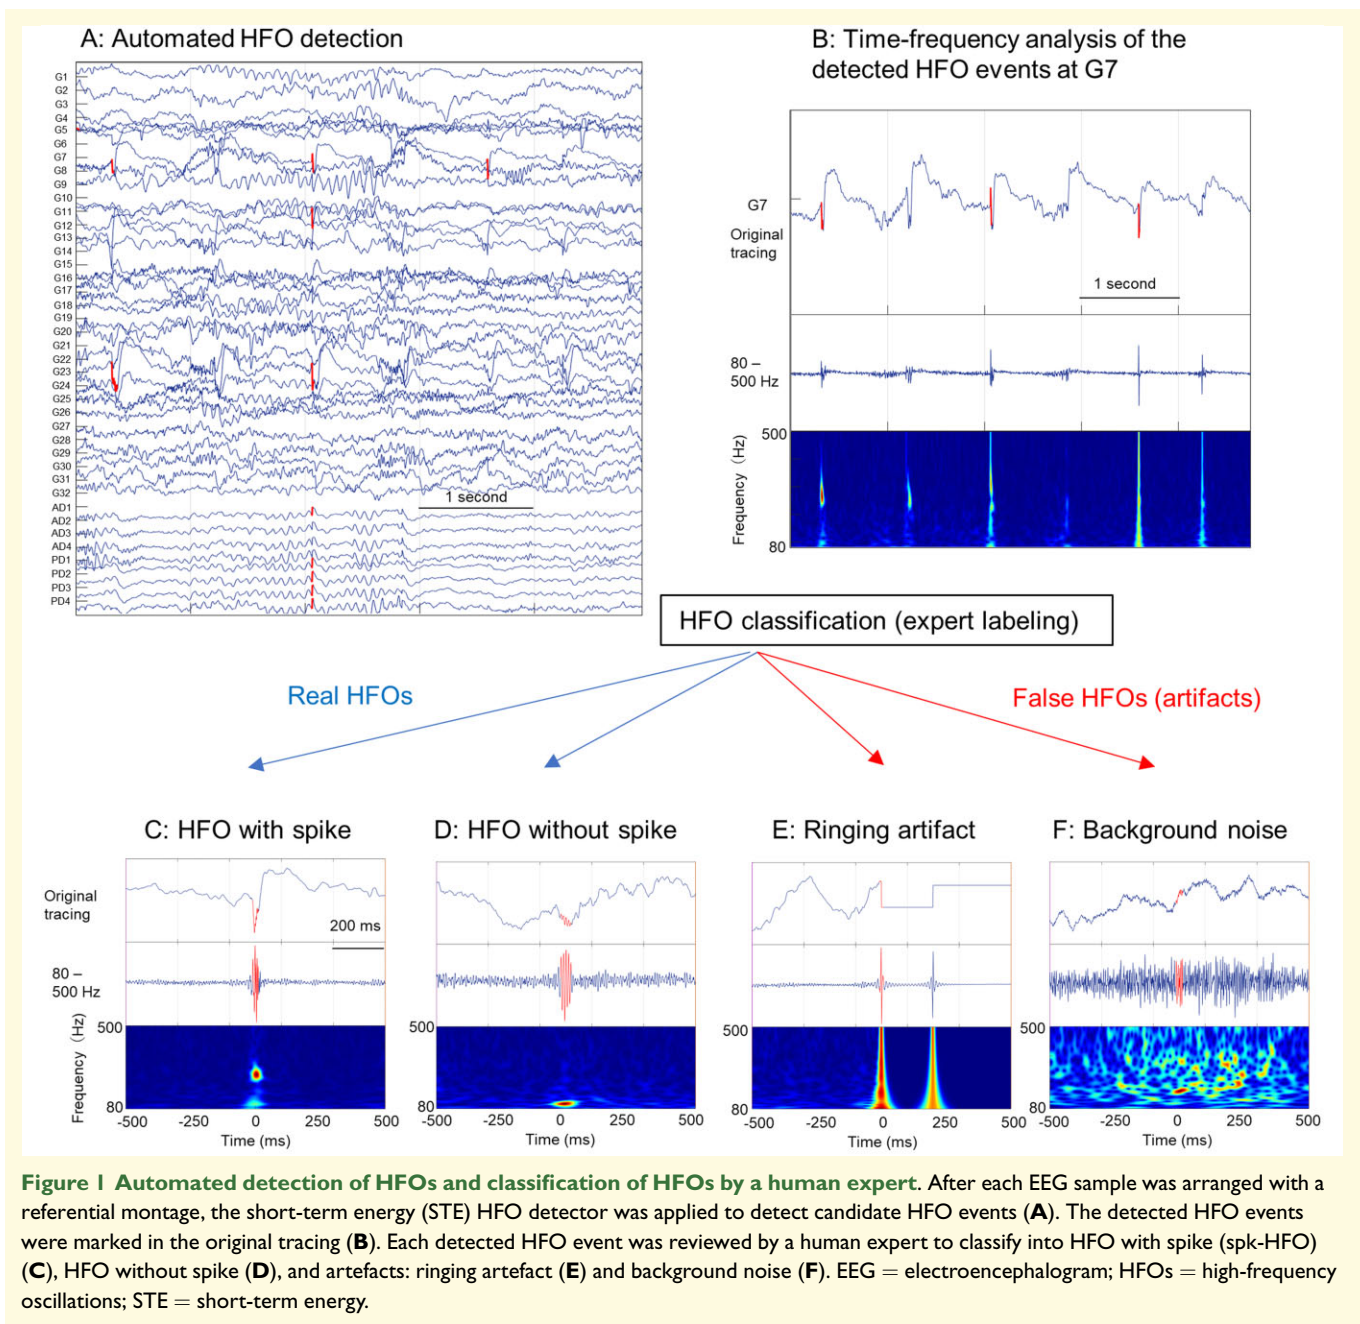 A: Automated HFO detection
G1
G2
G3
G4
G5
G6
G7
G8
G9
G10
G11
G12
G13
G14
G15
G16
G17
G18
G19
G20
G21
G22
G23
G24
G25
G26
G27
G28
G29
G30
G31
G32
1 second
AD1
AD2
AD3
AD4
PD1
PD2
PD3
PD4
B: Time-frequency analysis of the
detected HFO events at G7
G7
Original
tracing
1 second
80 –
500 Hz
500
Frequency (Hz)
80
HFO classification (expert labeling)
Real HFOs
False HFOs (artifacts)
C: HFO with spike
Original
tracing
200 ms
80 –
500 Hz
500
Frequency (Hz)
80
-500 -250 0 250 500
Time (ms)
D: HFO without spike
500
80
-500 -250 0 250 500
Time (ms)
E: Ringing artifact
500
80
-500 -250 0 250 500
Time (ms)
F: Background noise
500
80
-500 -250 0 250 500
Time (ms)
Figure 1 Automated detection of HFOs and classification of HFOs by a human expert. After each EEG sample was arranged with a
referential montage, the short-term energy (STE) HFO detector was applied to detect candidate HFO events (A). The detected HFO events
were marked in the original tracing (B). Each detected HFO event was reviewed by a human expert to classify into HFO with spike (spk-HFO)
(C), HFO without spike (D), and artefacts: ringing artefact (E) and background noise (F). EEG = electroencephalogram; HFOs = high-frequency
oscillations; STE = short-term energy.